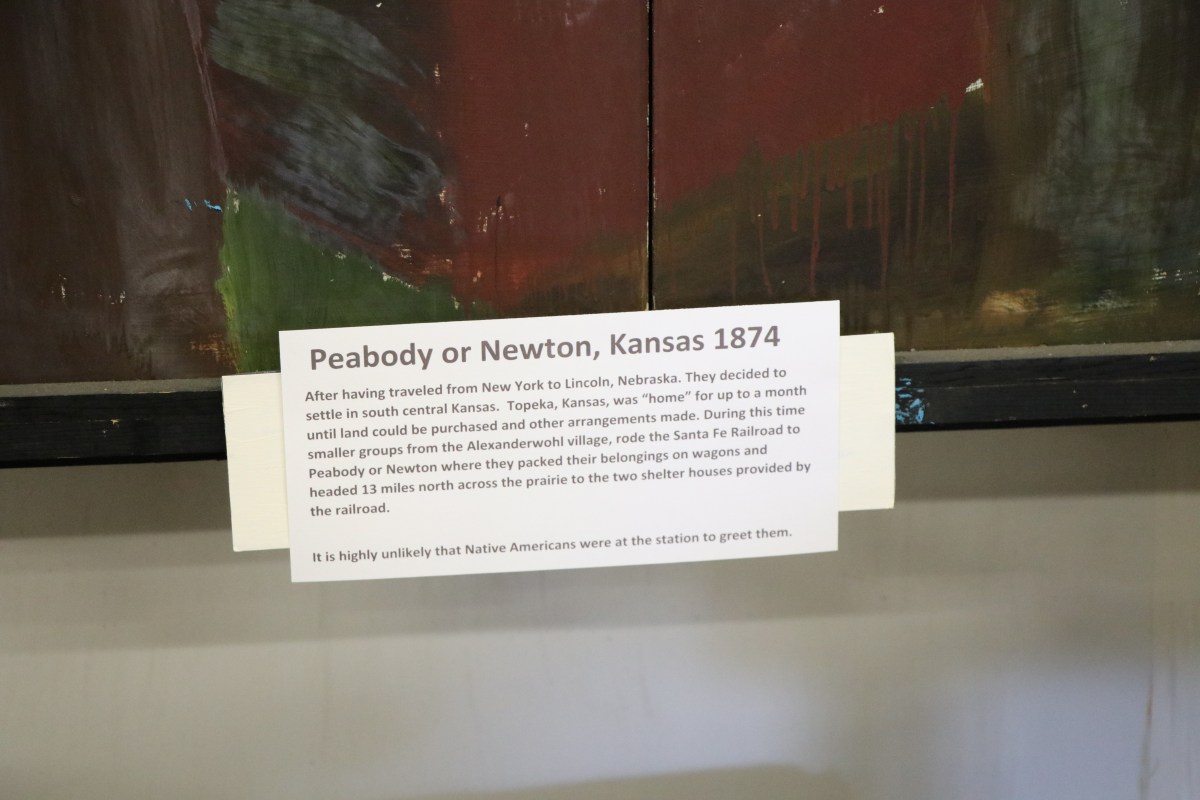 Peabody or Newton, Kansas 1874
After having traveled from New York to Lincoln, Nebraska. They decided to
settle in south central Kansas.  Topeka, Kansas, was “home” for up to a month
until land could be purchased and other arrangements made. During this time
smaller groups from the Alexanderwohl village, rode the Santa Fe Railroad to
Peabody or Newton where they packed their belongings on wagons and
headed 13 miles north across the prairie to the two shelter houses provided by
the railroad.
It is highly unlikely that Native Americans were at the station to greet them.